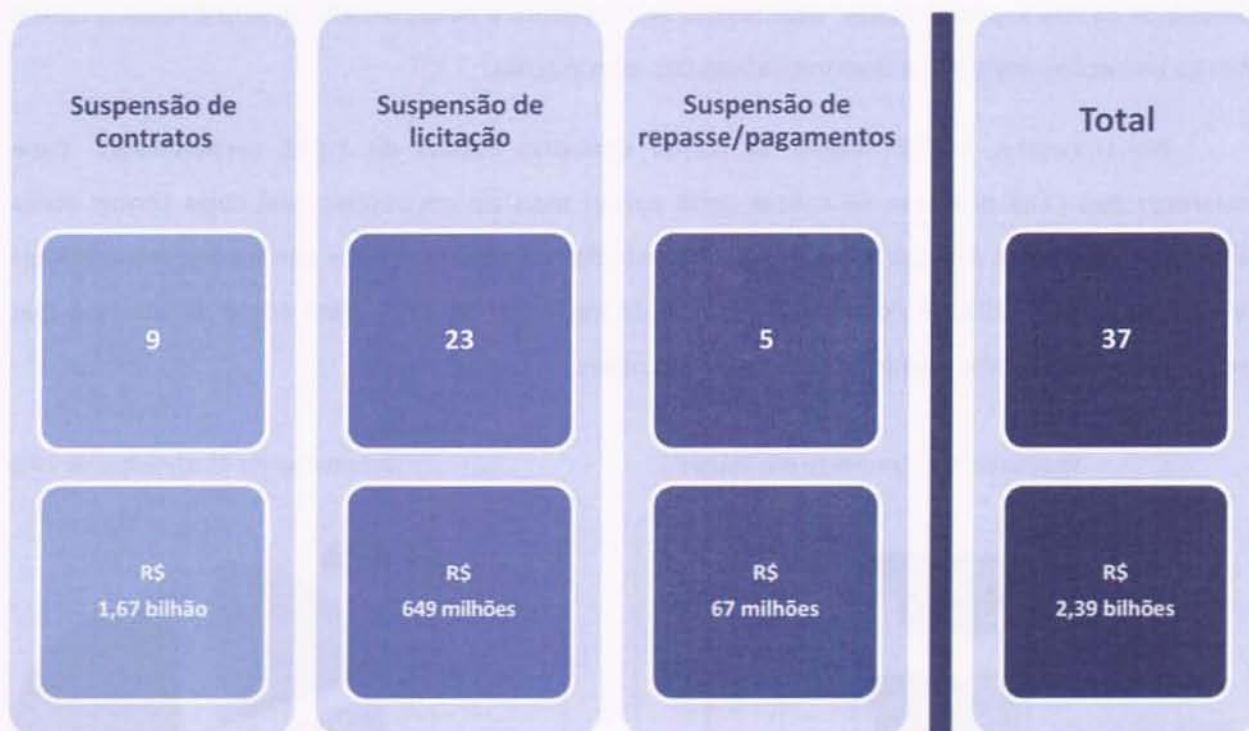 Suspensão de
contratos
9
R$
1,67 bilhão
Suspensão de
licitação
23
R$
649 milhões
Suspensão de
repasse/pagamentos
5
R$
67 milhões
Total
37
R$
2,39 bilhões